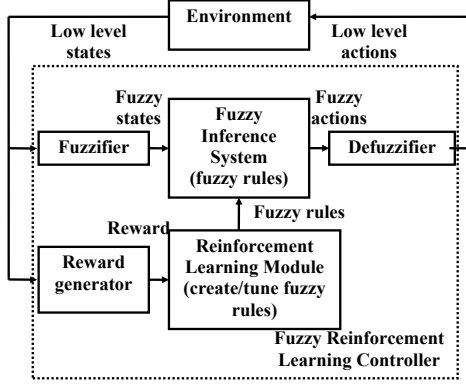 Environment
Low level
states
Low level
actions
Fuzzy
states
Fuzzy
Inference
System
(fuzzy rules)
Fuzzy
actions
Fuzzifier
Defuzzifier
Fuzzy rules
Reward
Reward
generator
Reinforcement
Learning Module
(create/tune fuzzy
rules)
Fuzzy Reinforcement
Learning Controller